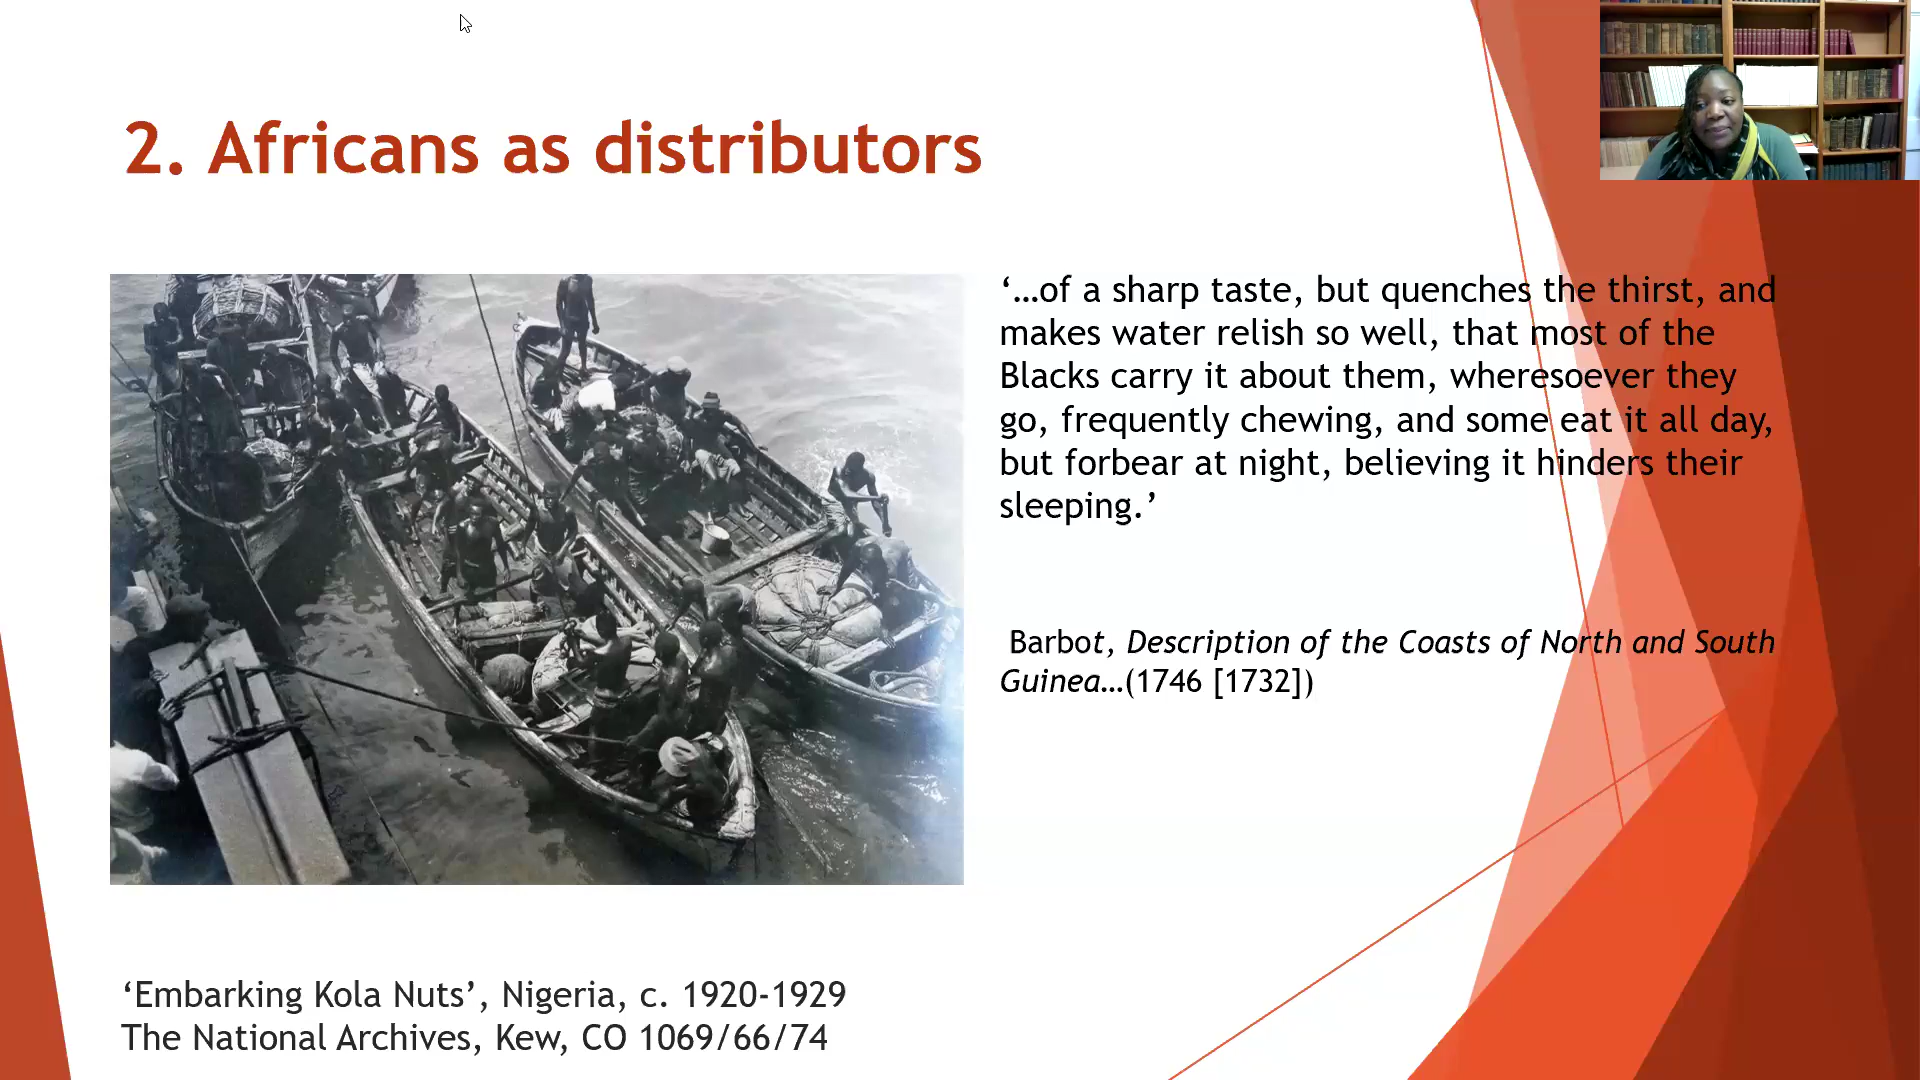 2. Africans as distributors
‘…of a sharp taste, but quenches the thirst, and
makes water relish so well, that most of the
Blacks carry it about them, wheresoever they
go, frequently chewing, and some eat it all day,
but forbear at night, believing it hinders their
sleeping.’
Barbot, Description of the Coasts of North and South
Guinea…(1746 [1732])
‘Embarking Kola Nuts’, Nigeria, c. 1920-1929
The National Archives, Kew, CO 1069/66/74